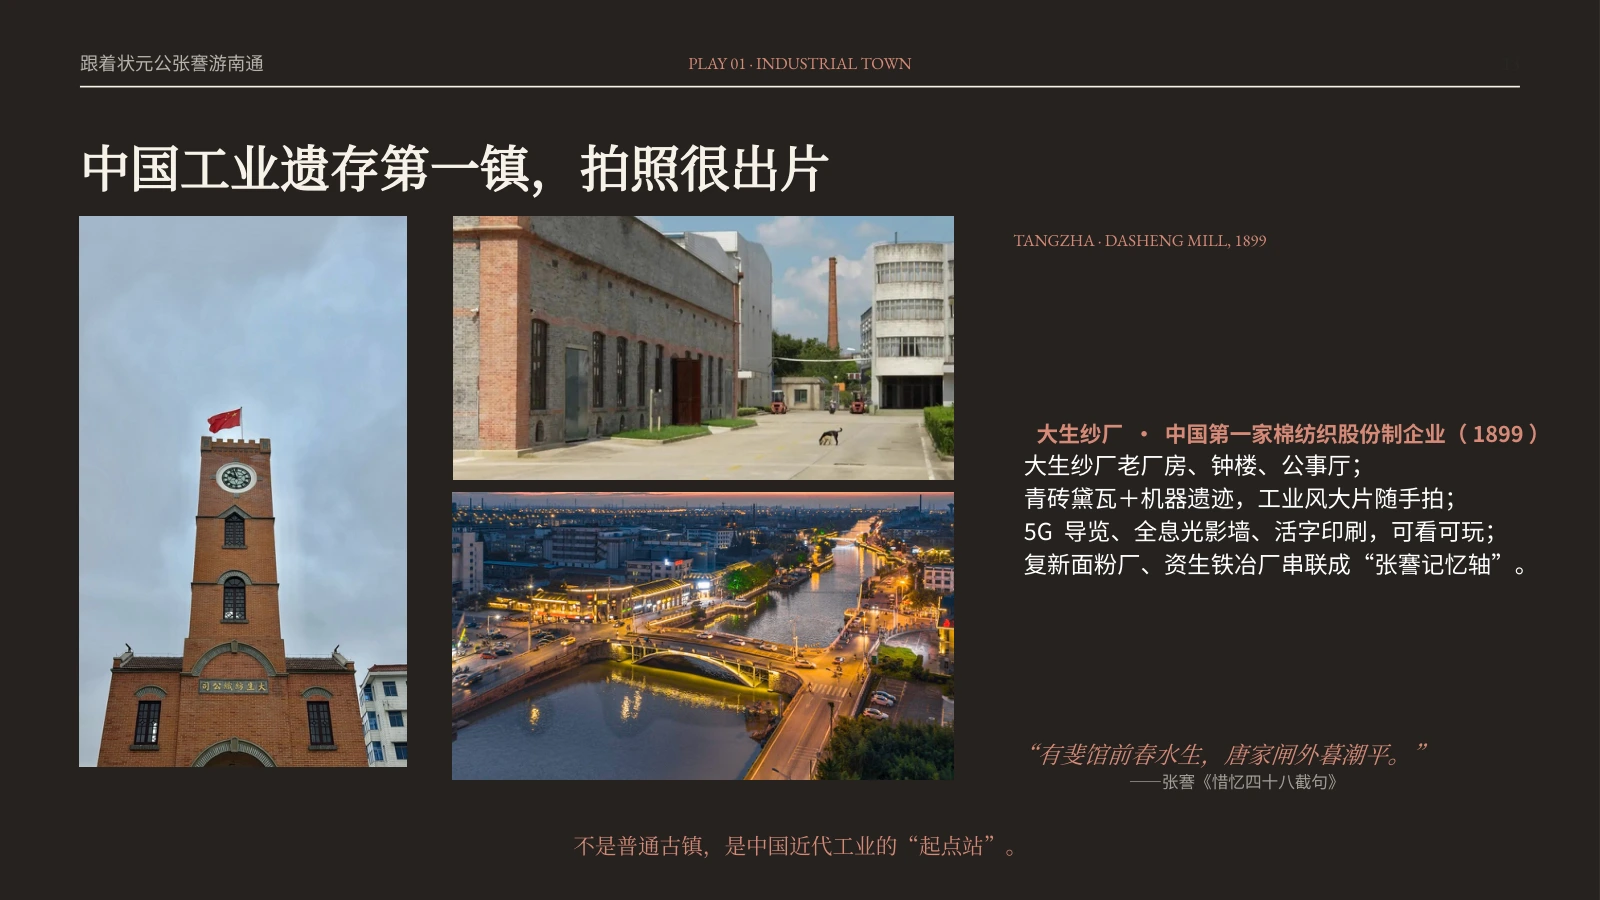 跟着状元公张謇游南通
PLAY 01 · INDUSTRIAL TOWN
中国工业遗存第一镇，拍照很出片
TANGZHA · DASHENG MILL, 1899
大生纱厂 · 中国第一家棉纺织股份制企业（1899）
大生纱厂老厂房、钟楼、公事厅；
青砖黛瓦＋机器遗迹，工业风大片随手拍；
5G 导览、全息光影墙、活字印刷，可看可玩；
复新面粉厂、资生铁冶厂串联成“张謇记忆轴”。
司公織紡生大
“有斐馆前春水生，唐家闸外暮潮平。”
——张謇《惜忆四十八截句》
不是普通古镇，是中国近代工业的“起点站”。